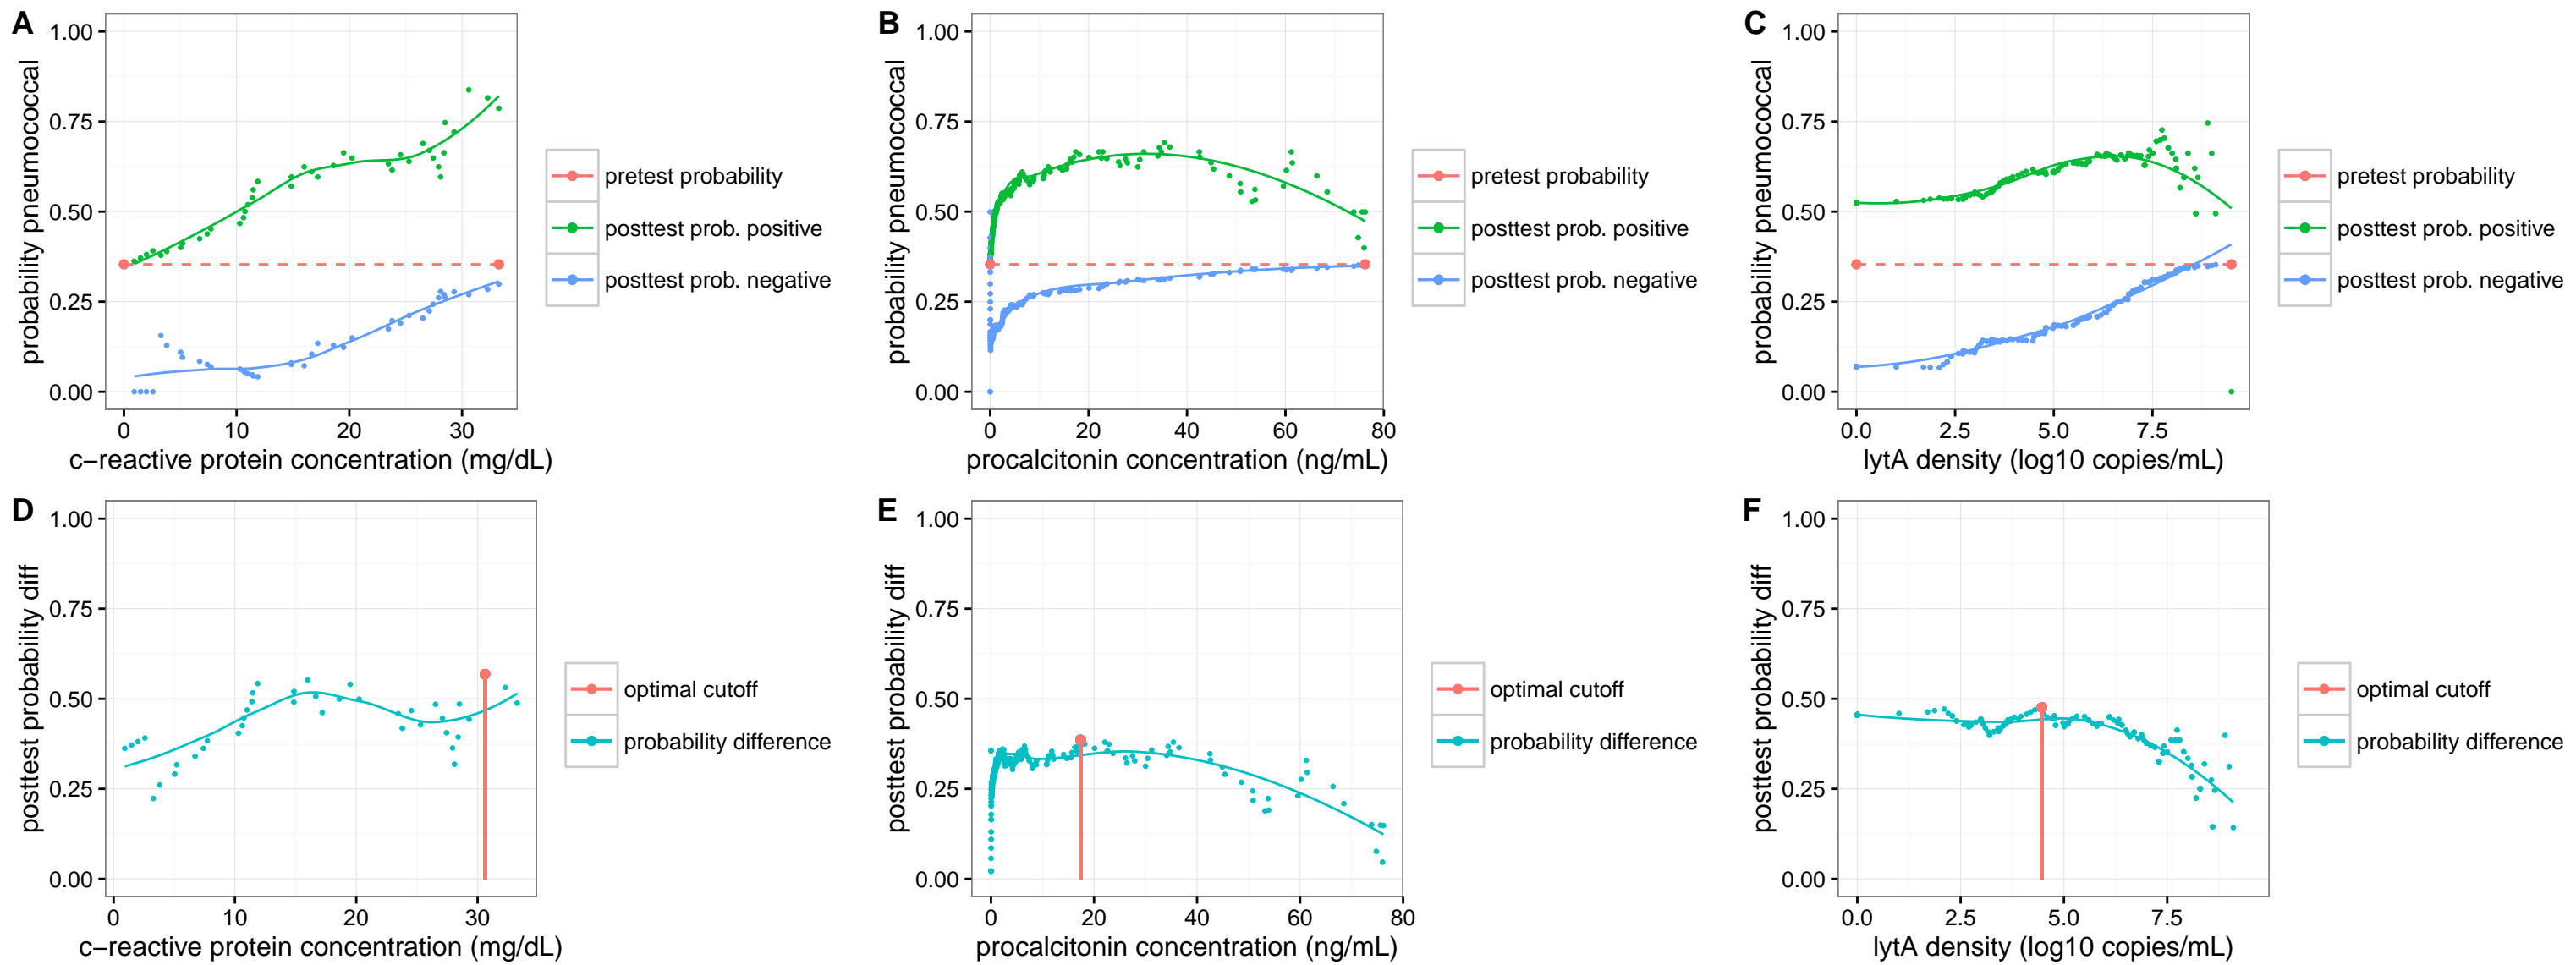 A
probability pneumococcal
1.00
0.75
0.50
0.25
0.00
0
10
20
30
c−reactive protein concentration (mg/dL)
pretest probability
posttest prob. positive
posttest prob. negative
B
probability pneumococcal
1.00
0.75
0.50
0.25
0.00
0
20
40
60
80
procalcitonin concentration (ng/mL)
pretest probability
posttest prob. positive
posttest prob. negative
C
probability pneumococcal
1.00
0.75
0.50
0.25
0.00
0.0
2.5
5.0
7.5
lytA density (log10 copies/mL)
pretest probability
posttest prob. positive
posttest prob. negative
D
posttest probability diff
1.00
0.75
0.50
0.25
0.00
0
10
20
30
c−reactive protein concentration (mg/dL)
optimal cutoff
probability difference
E
posttest probability diff
1.00
0.75
0.50
0.25
0.00
0
20
40
60
80
procalcitonin concentration (ng/mL)
optimal cutoff
probability difference
F
posttest probability diff
1.00
0.75
0.50
0.25
0.00
0.0
2.5
5.0
7.5
lytA density (log10 copies/mL)
optimal cutoff
probability difference